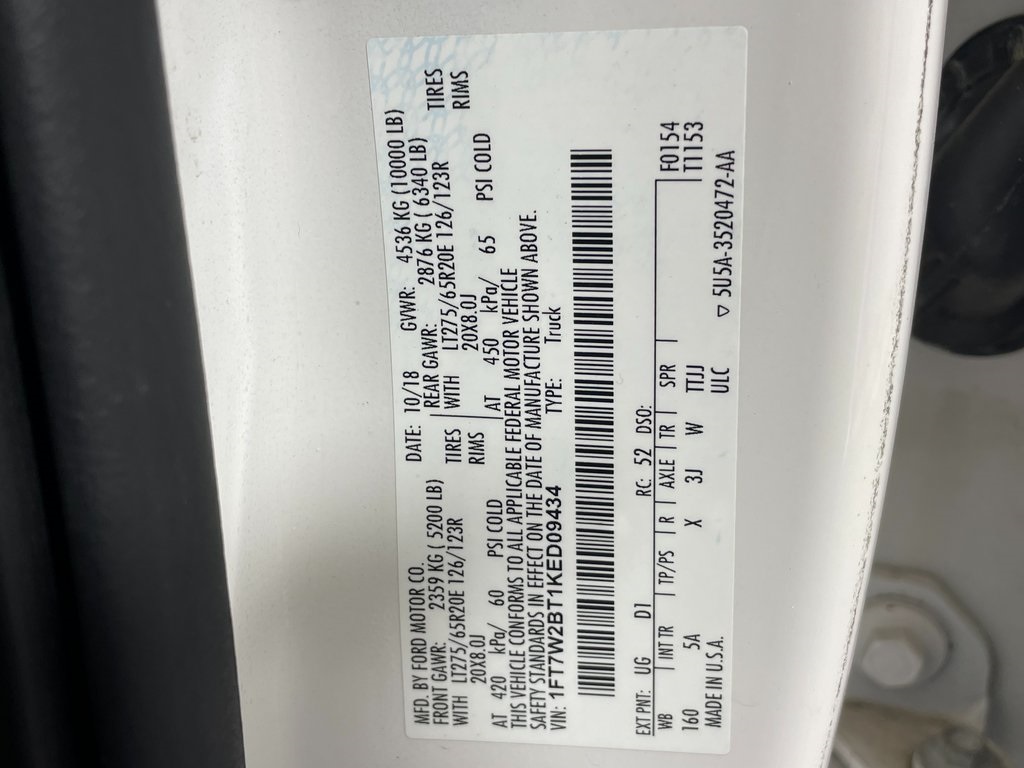 MFD. BY FORD MOTOR CO. DATE: 10/18 GVWR: 4536 KG (10000 LB)
FRONT GAWR: 2359 KG ( 5200 LB) REAR GAWR: 2876 KG ( 6340 LB)
WITH LT275/65R20E 126/123R TIRES WITH LT275/65R20E 126/123R TIRES
20X8.0J RIMS 20X8.0J RIMS
AT 420 kPa/ 60 PSI COLD AT 450 kPa/ 65 PSI COLD
THIS VEHICLE CONFORMS TO ALL APPLICABLE FEDERAL MOTOR VEHICLE
SAFETY STANDARDS IN EFFECT ON THE DATE OF MANUFACTURE SHOWN ABOVE.
VIN: 1FT7W2BT1KED09434 TYPE: Truck
EXT PNT: UG D1 RC: 52 DSO:
WB INT TR TP/PS R AXLE TR SPR F0154
160 5A X 3J W TTJJ T1153
MADE IN U.S.A. ULC ▽ 5U5A-3520472-AA